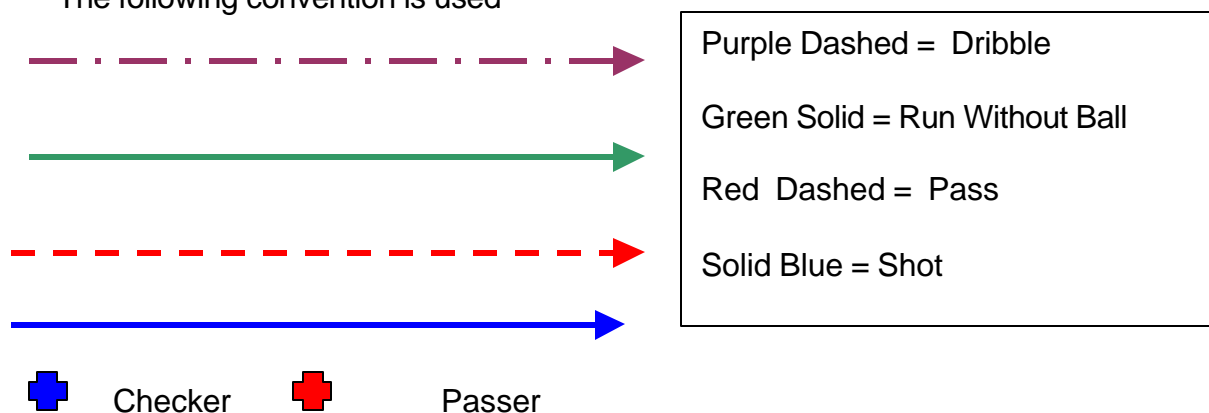 The following convention is used
Purple Dashed = Dribble
Green Solid = Run Without Ball
Red Dashed = Pass
Solid Blue = Shot
Checker Passer